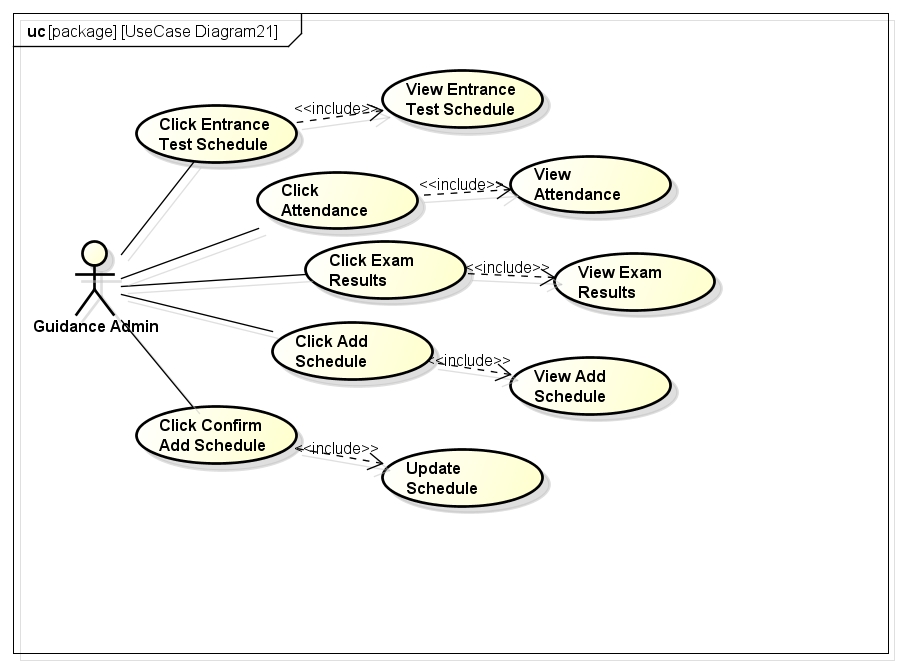 uc [package] [UseCase Diagram21]
View Entrance
Test Schedule
<<include>>
Click Entrance
Test Schedule
View
Attendance
<<include>>
Click
Attendance
Click Exam
Results
<<include>>
View Exam
Results
Guidance Admin
Click Add
Schedule
<<include>>
View Add
Schedule
Click Confirm
Add Schedule
<<include>>
Update
Schedule